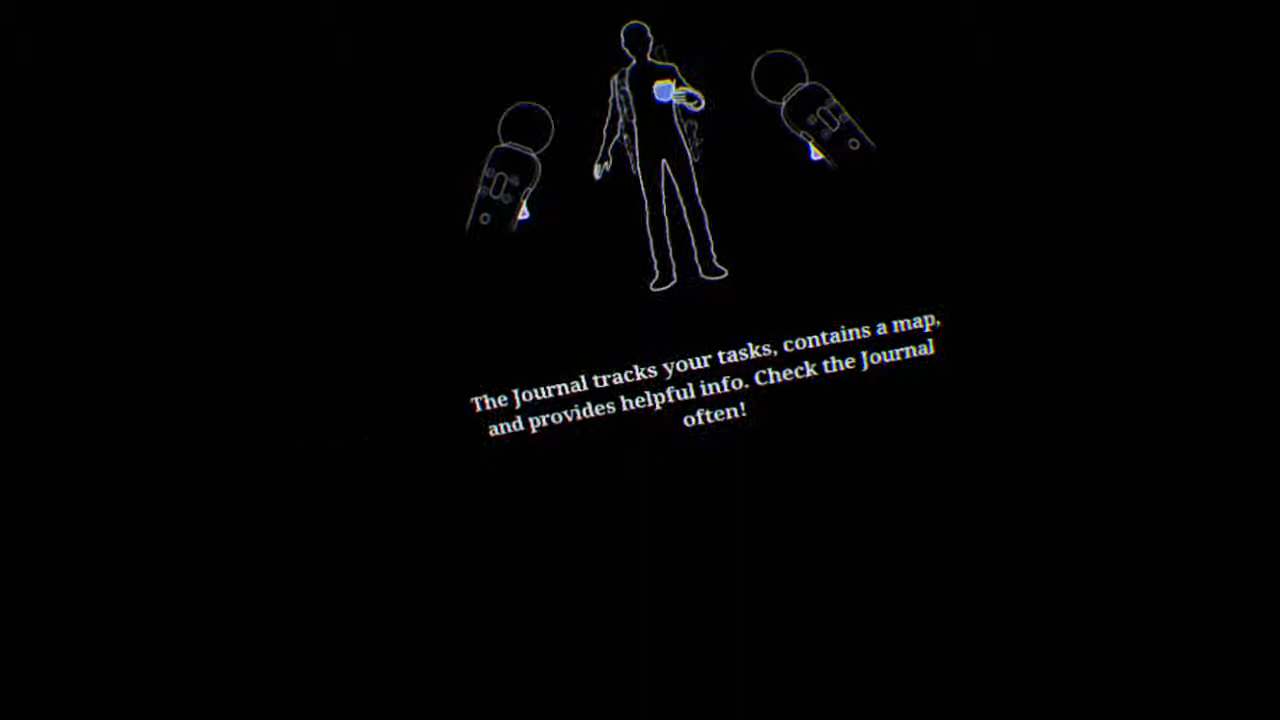 The Journal tracks your tasks, contains a map,
and provides helpful info. Check the Journal
often!